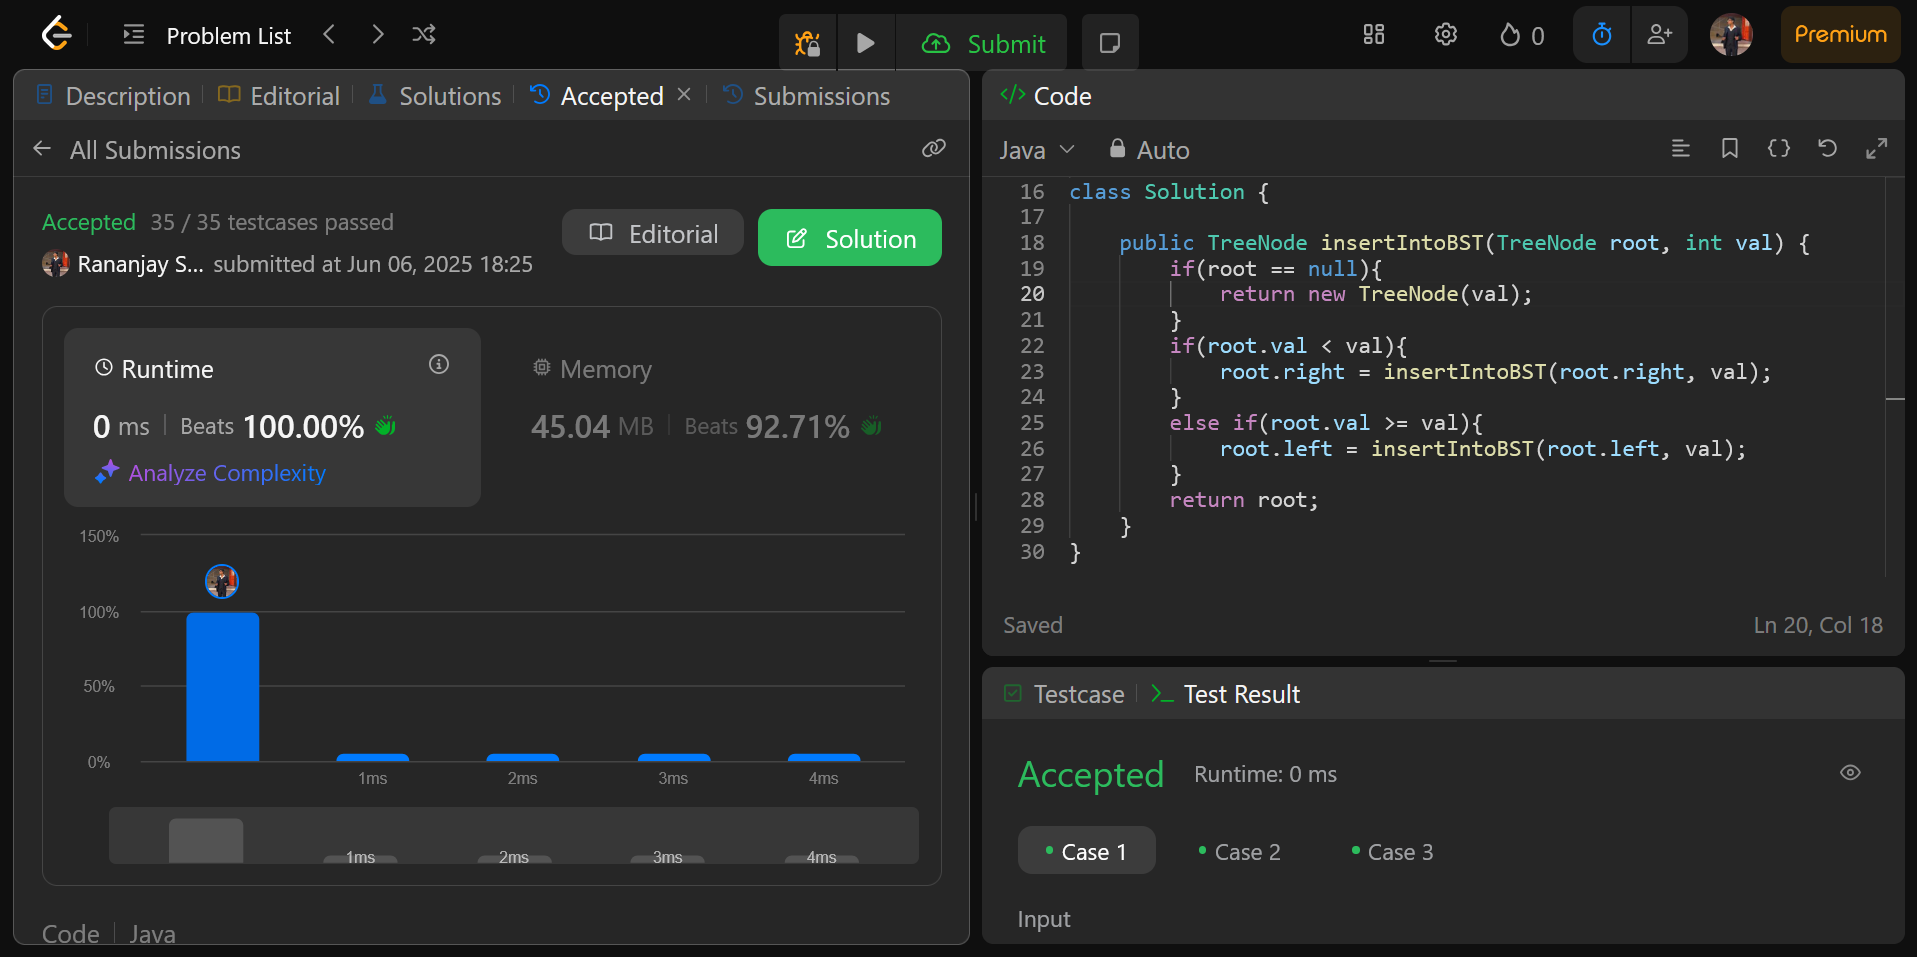 Problem List
Submit
0
Premium
Description
Editorial
Solutions
Accepted
Submissions
All Submissions
Accepted 35 / 35 testcases passed
Rananjay S... submitted at Jun 06, 2025 18:25
Editorial
Solution
Runtime
0 ms Beats 100.00%
Analyze Complexity
Memory
45.04 MB Beats 92.71%
150%
100%
50%
0%
1ms 2ms 3ms 4ms
1ms 2ms 3ms 4ms
Code Java
Code
Java Auto
16 class Solution {
17
18 public TreeNode insertIntoBST(TreeNode root, int val) {
19 if(root == null){
20 return new TreeNode(val);
21 }
22 if(root.val < val){
23 root.right = insertIntoBST(root.right, val);
24 }
25 else if(root.val >= val){
26 root.left = insertIntoBST(root.left, val);
27 }
28 return root;
29 }
30 }
Saved
Ln 20, Col 18
Testcase
Test Result
Accepted Runtime: 0 ms
Case 1
Case 2
Case 3
Input